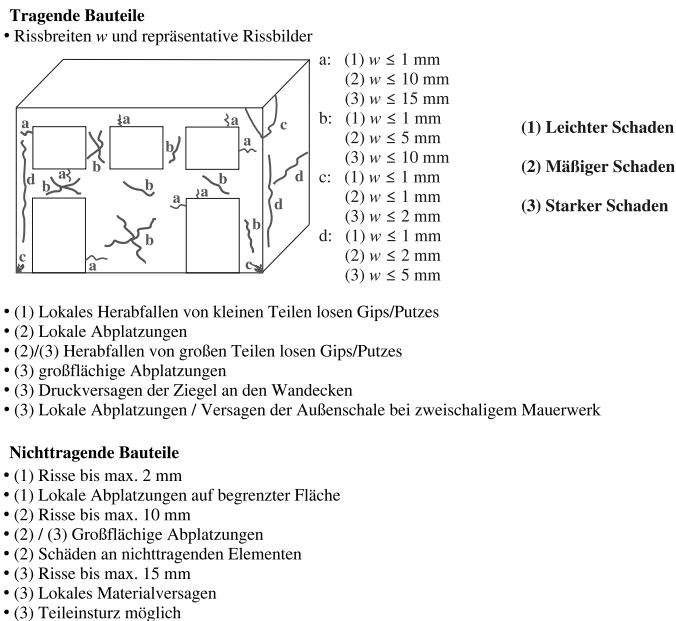 Tragende Bauteile
• Rissbreiten w und repräsentative Rissbilder
a: (1) w ≤ 1 mm
(2) w ≤ 10 mm
(3) w ≤ 15 mm
b: (1) w ≤ 1 mm
(2) w ≤ 5 mm
(3) w ≤ 10 mm
c: (1) w ≤ 1 mm
(2) w ≤ 1 mm
(3) w ≤ 2 mm
d: (1) w ≤ 1 mm
(2) w ≤ 2 mm
(3) w ≤ 5 mm
(1) Leichter Schaden
(2) Mäßiger Schaden
(3) Starker Schaden
a
a
a
c
b
b
a
d
a
b
b
b
a
a
d
d
b
b
c
a
c
• (1) Lokales Herabfallen von kleinen Teilen losen Gips/Putzes
• (2) Lokale Abplatzungen
• (2)/(3) Herabfallen von großen Teilen losen Gips/Putzes
• (3) großflächige Abplatzungen
• (3) Druckversagen der Ziegel an den Wandecken
• (3) Lokale Abplatzungen / Versagen der Außenschale bei zweischaligem Mauerwerk
Nichttragende Bauteile
• (1) Risse bis max. 2 mm
• (1) Lokale Abplatzungen auf begrenzter Fläche
• (2) Risse bis max. 10 mm
• (2) / (3) Großflächige Abplatzungen
• (2) Schäden an nichttragenden Elementen
• (3) Risse bis max. 15 mm
• (3) Lokales Materialversagen
• (3) Teileinsturz möglich